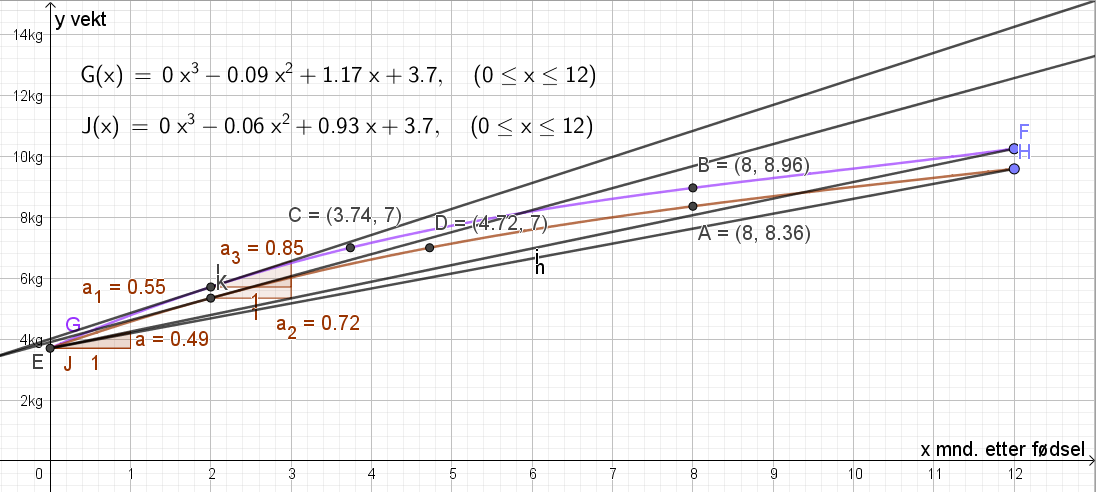 y vekt
14kg
G(x) = 0 x³ − 0.09 x² + 1.17 x + 3.7, (0 ≤ x ≤ 12)
12kg
J(x) = 0 x³ − 0.06 x² + 0.93 x + 3.7, (0 ≤ x ≤ 12)
10kg
F
H
B = (8, 8.96)
8kg
C = (3.74, 7)
D = (4.72, 7)
A = (8, 8.36)
a₃ = 0.85
6kg
a₁ = 0.55
k
h
1
G
a₂ = 0.72
4kg
a = 0.49
E
J
1
2kg
x mnd. etter fødsel
0 1 2 3 4 5 6 7 8 9 10 11 12